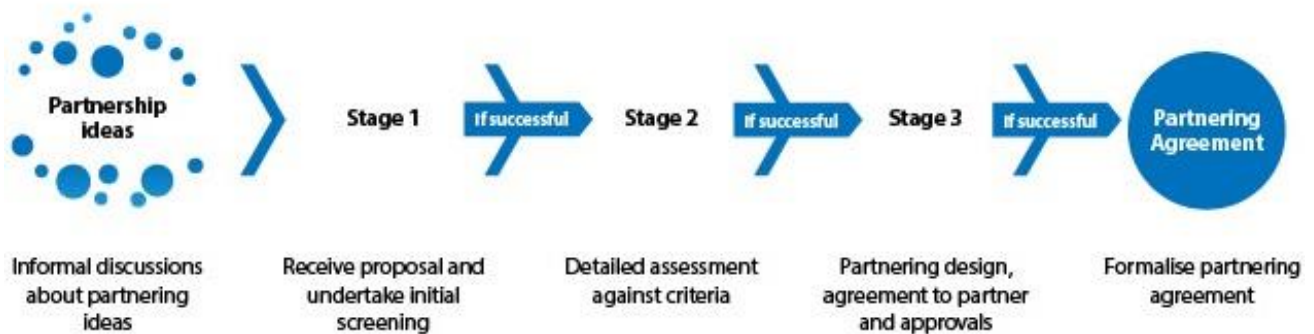 Partnership
ideas
Stage 1
If successful
Stage 2
If successful
Stage 3
If successful
Partnering
Agreement
Informal discussions
about partnering
ideas
Receive proposal and
undertake initial
screening
Detailed assessment
against criteria
Partnering design,
agreement to partner
and approvals
Formalise partnering
agreement